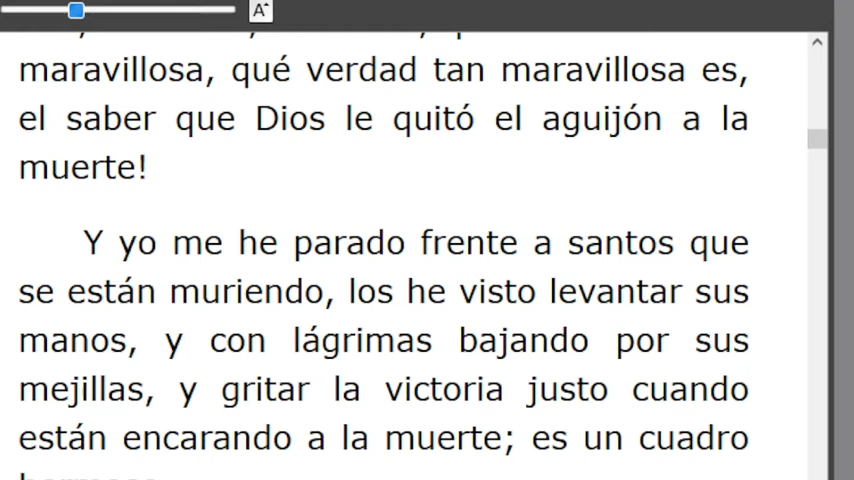 A
maravillosa, qué verdad tan maravillosa es,
el saber que Dios le quitó el aguijón a la
muerte!
Y yo me he parado frente a santos que
se están muriendo, los he visto levantar sus
manos, y con lágrimas bajando por sus
mejillas, y gritar la victoria justo cuando
están encarando a la muerte; es un cuadro